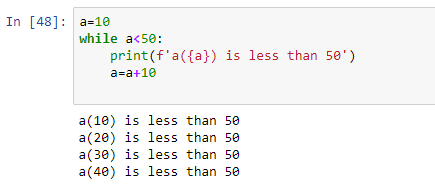 In [48]: a=10
while a<50:
    print(f'a({a}) is less than 50')
    a=a+10
a(10) is less than 50
a(20) is less than 50
a(30) is less than 50
a(40) is less than 50